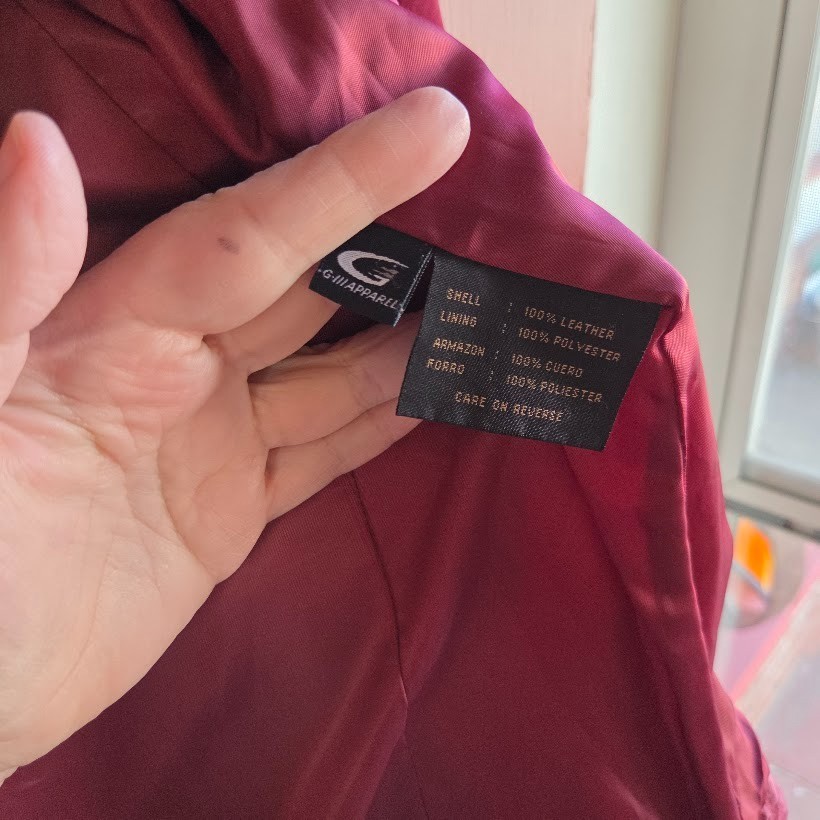 G-III APPAREL
SHELL : 100% LEATHER
LINING : 100% POLYESTER
ARMAZON : 100% CUERO
FORRO : 100% POLIESTER
CARE ON REVERSE